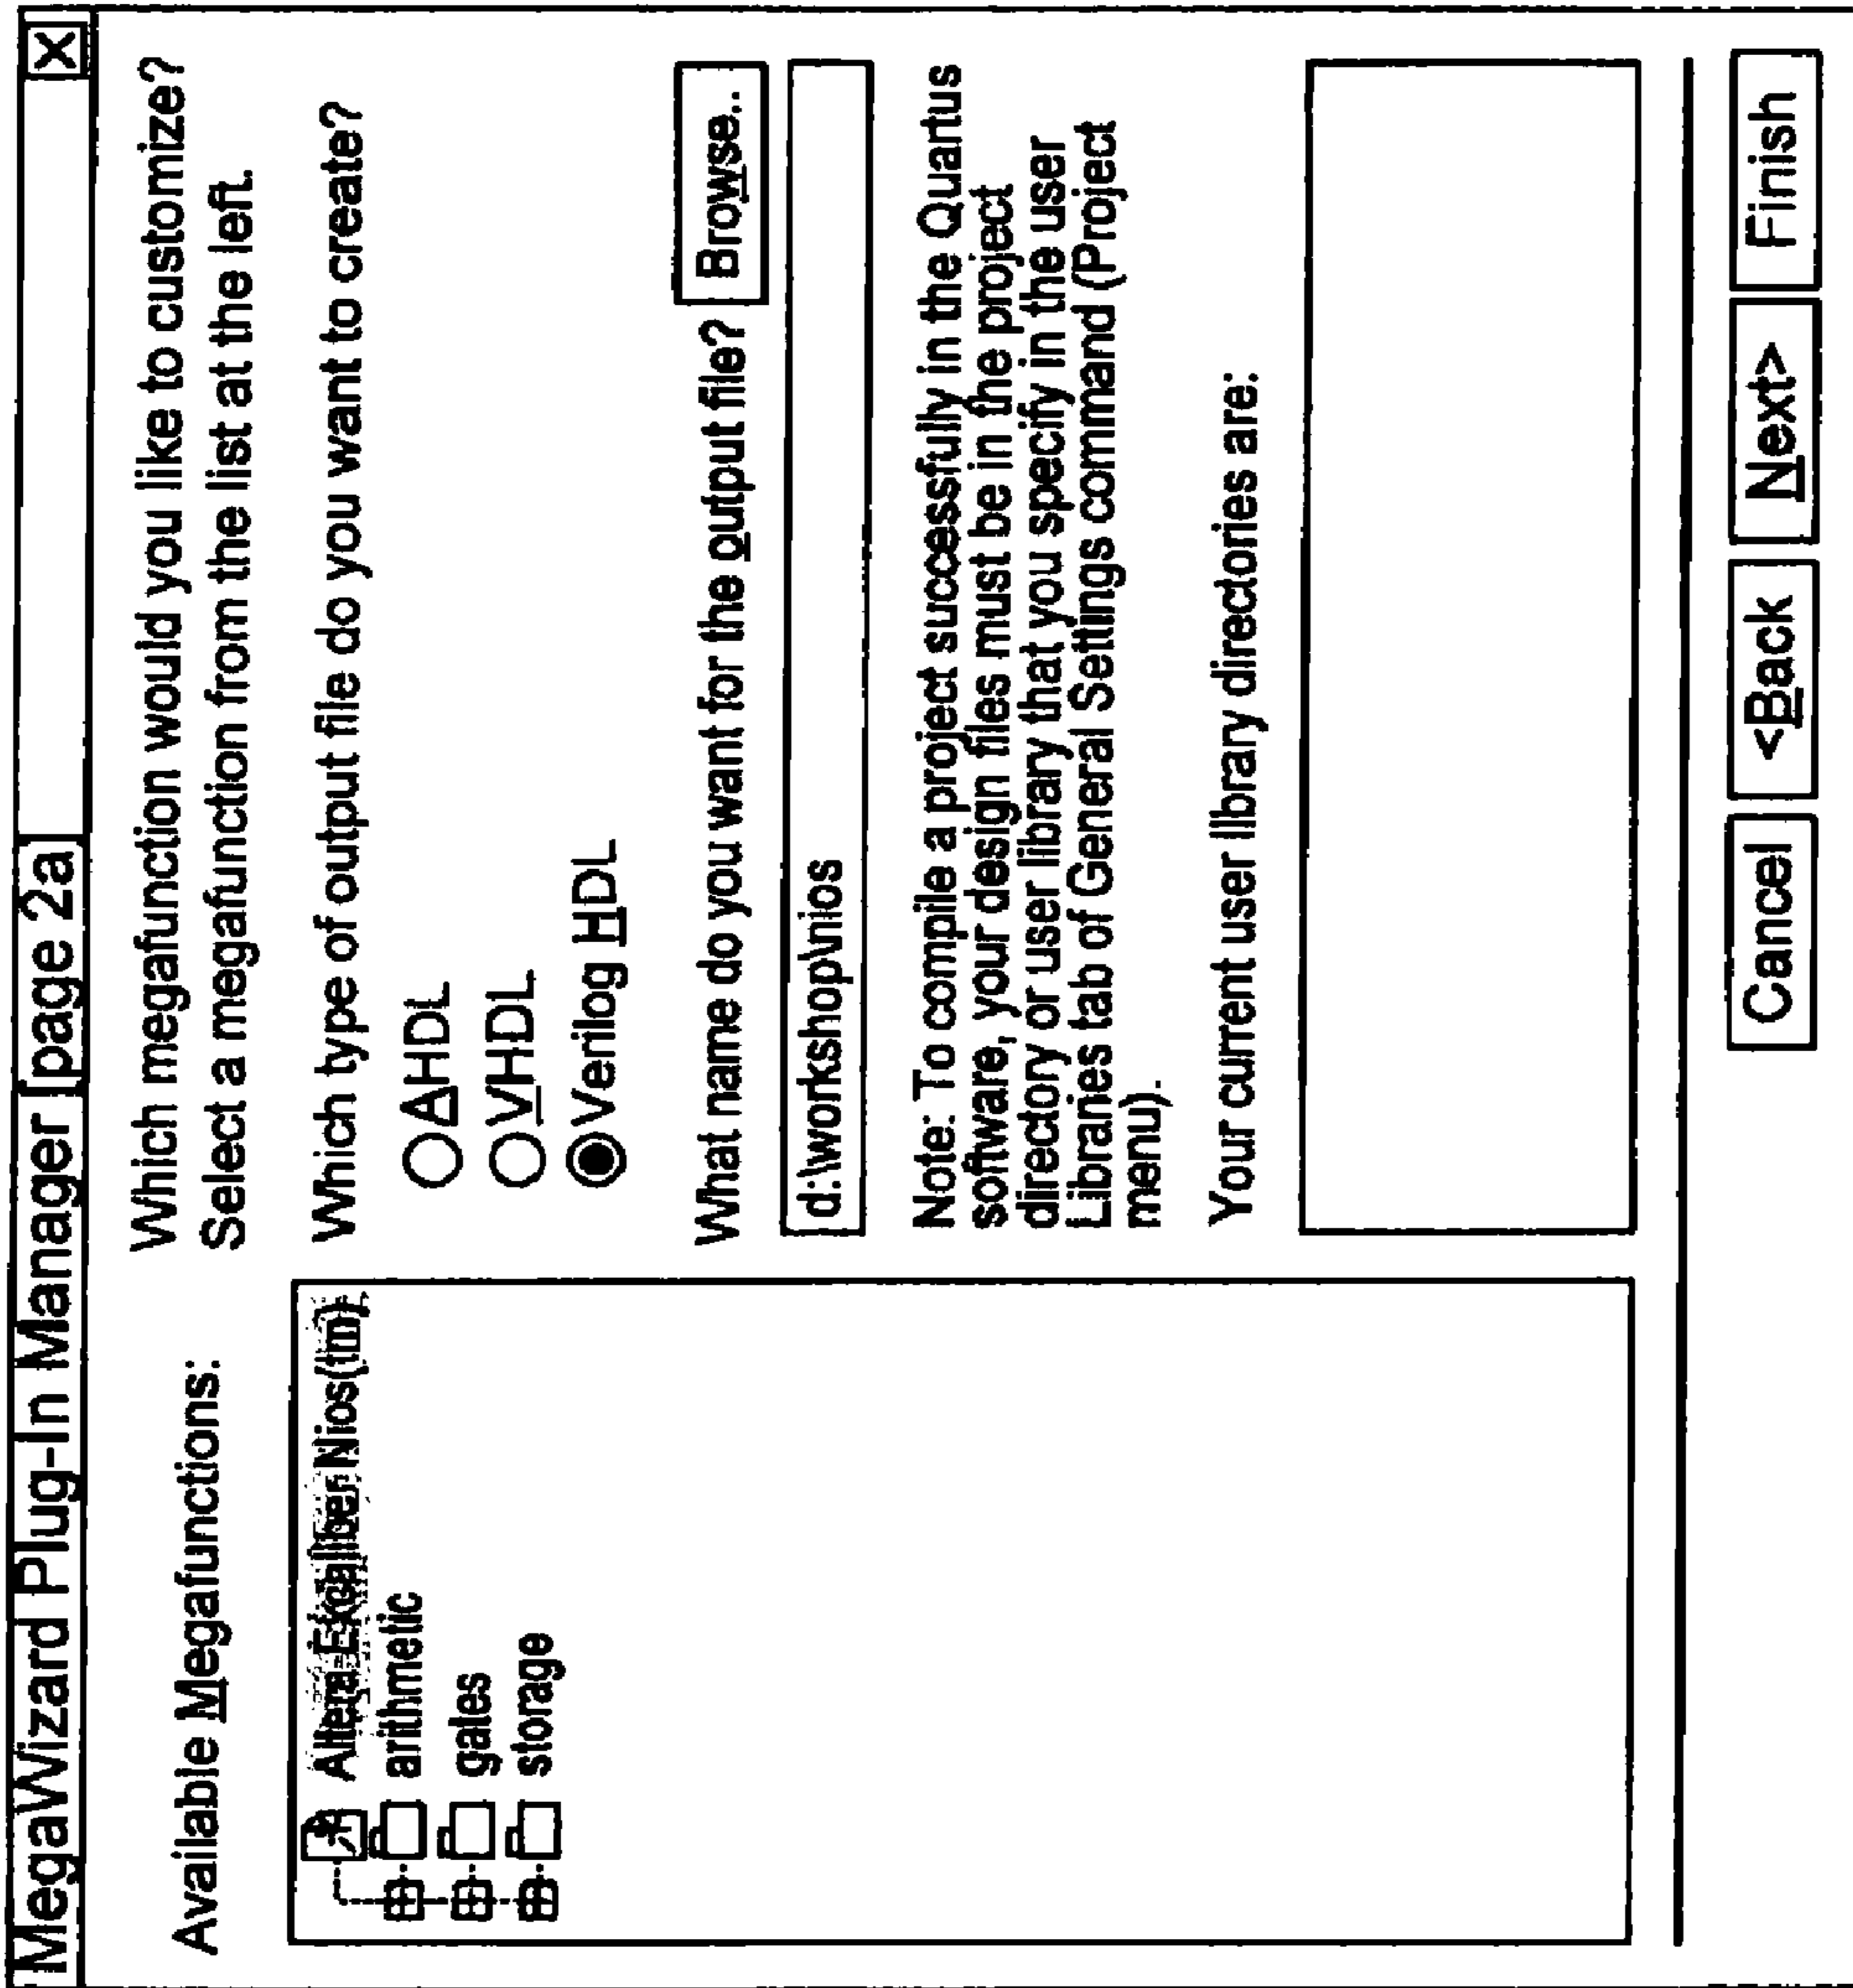 MegaWizard Plug-In Manager [page 2a]
X
Available Megafunctions:
Altera Excaliber Nios(tm)
arithmetic
gates
storage
Which megafunction would you like to customize?
Select a megafunction from the list at the left.
Which type of output file do you want to create?
AHDL
VHDL
Verilog HDL
What name do you want for the output file?
Browse..
d:\workshop\nios
Note: To compile a project successfully in the Quartus
software, your design files must be in the project
directory or user library that you specify in the user
Libraries tab of General Settings command (Project
menu).
Your current user library directories are:
Cancel
<Back
Next>
Finish